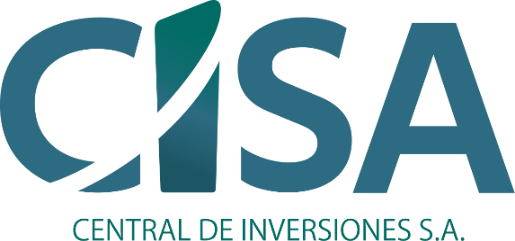 CISA
CENTRAL DE INVERSIONES S.A.